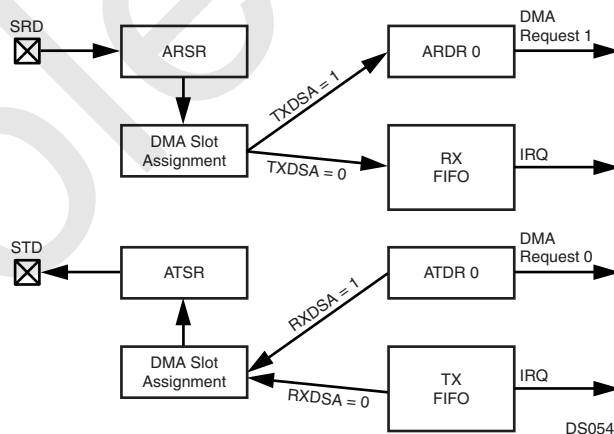 SRD
ARSR
ARDR 0
DMA
Request 1
TXDSA = 1
DMA Slot
Assignment
TXDSA = 0
RX
FIFO
IRQ
STD
ATSR
ATDR 0
DMA
Request 0
RXDSA = 1
DMA Slot
Assignment
RXDSA = 0
TX
FIFO
IRQ
DS054